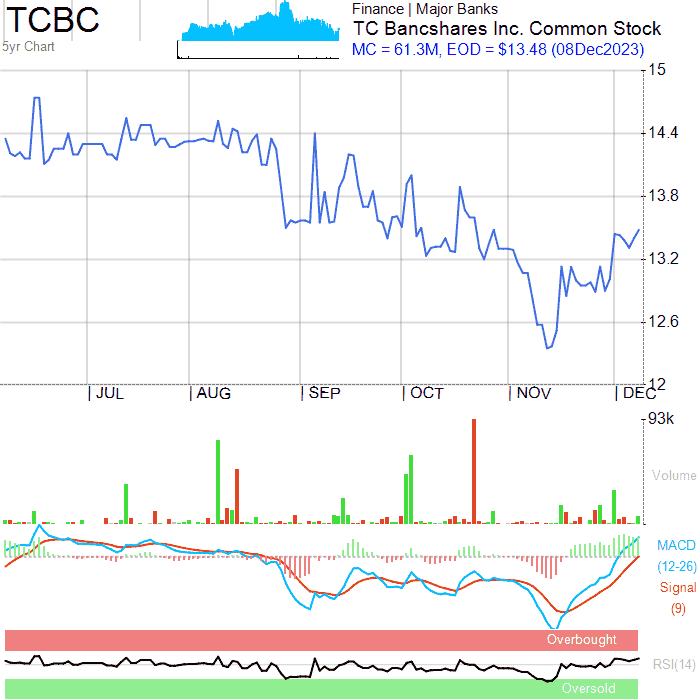 TCBC
5yr Chart
Finance | Major Banks
TC Bancshares Inc. Common Stock
MC = 61.3M, EOD = $13.48 (08Dec2023)
15
14.4
13.8
13.2
12.6
12
JUL AUG SEP OCT NOV DEC
93k
Volume
MACD
(12-26)
Signal
(9)
Overbought
RSI(14)
Oversold